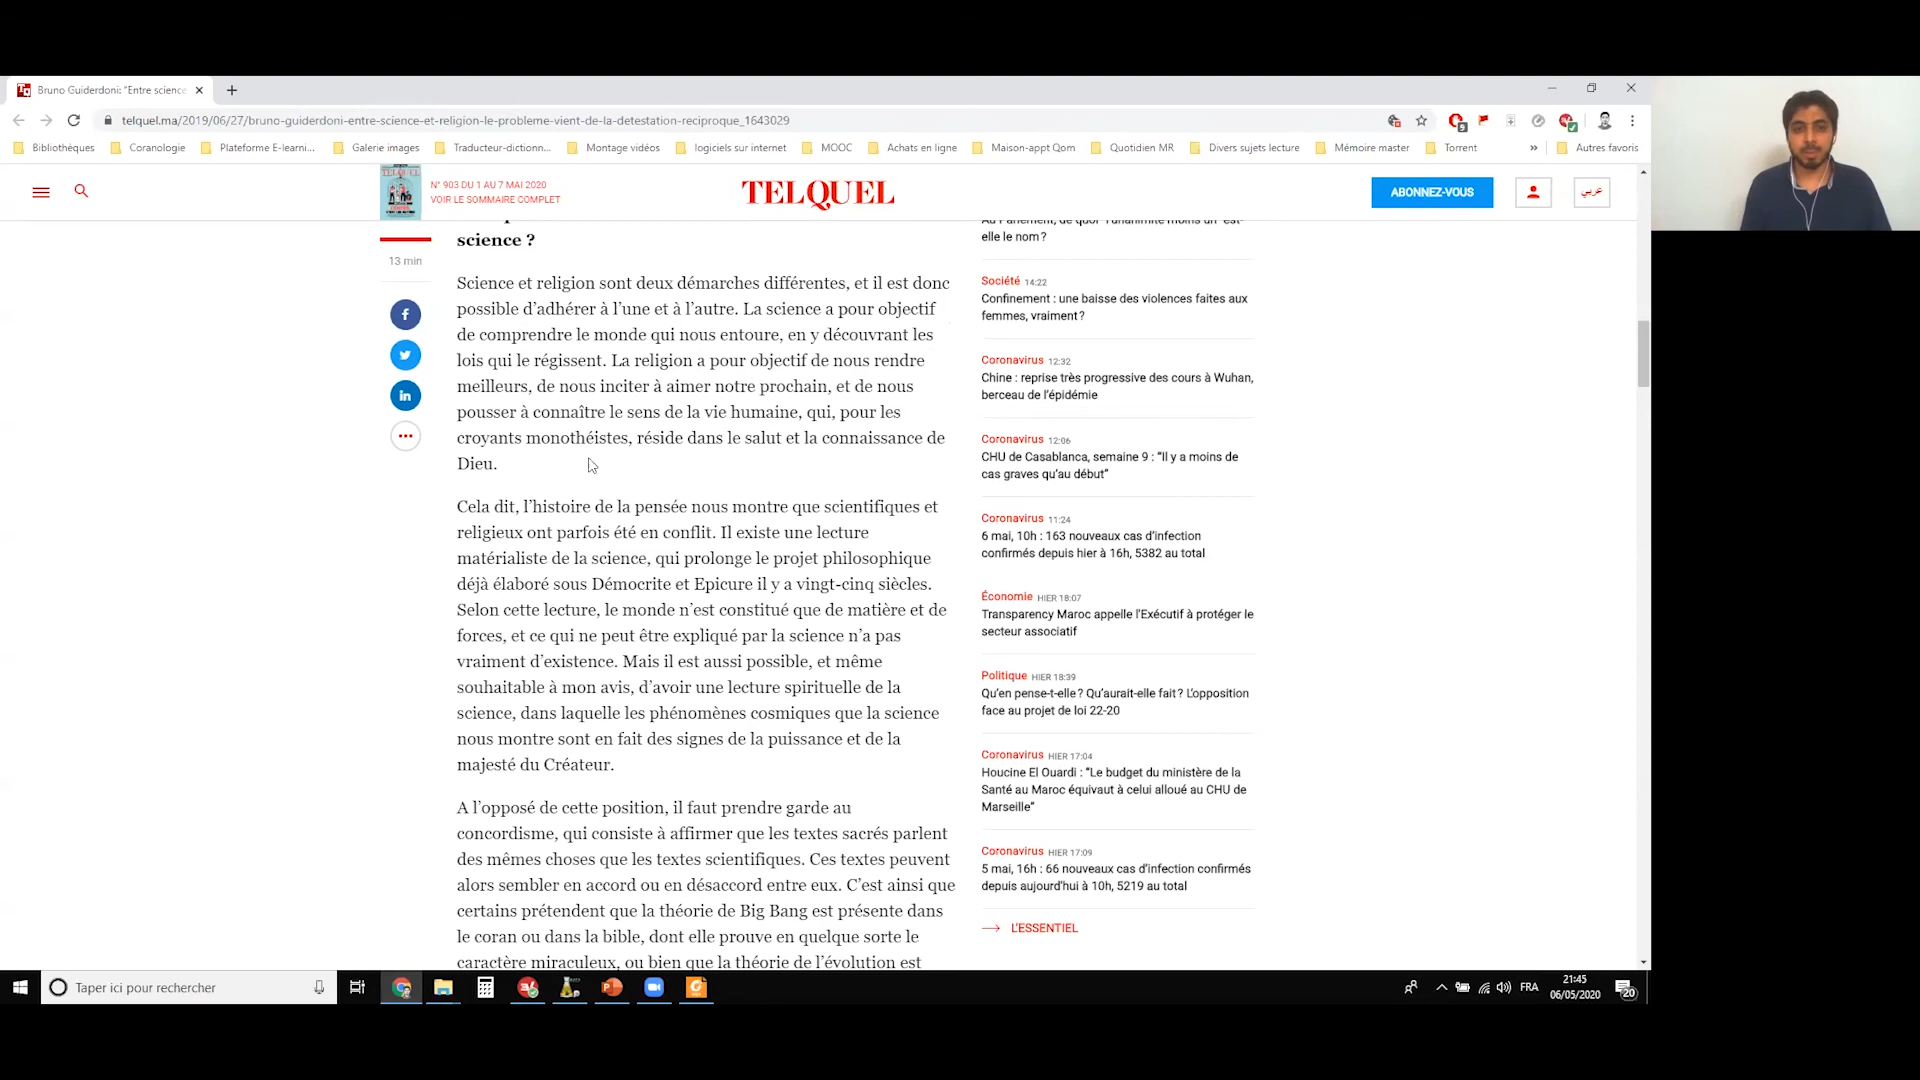 Bruno Guiderdoni: "Entre science
telquel.ma/2019/06/27/bruno-guiderdoni-entre-science-et-religion-le-probleme-vient-de-la-detestation-reciproque_1643029
Bibliothèques Coranologie Plateforme E-learni... Galerie images Traducteur-dictionn... Montage vidéos logiciels sur internet MOOC Achats en ligne Maison-appt Qom Quotidien MR Divers sujets lecture Mémoire master Torrent » Autres favoris
N° 903 DU 1 AU 7 MAI 2020
VOIR LE SOMMAIRE COMPLET
TELQUEL
ABONNEZ-VOUS
عربي
science ?
13 min
Science et religion sont deux démarches différentes, et il est donc
possible d'adhérer à l'une et à l'autre. La science a pour objectif
de comprendre le monde qui nous entoure, en y découvrant les
lois qui le régissent. La religion a pour objectif de nous rendre
meilleurs, de nous inciter à aimer notre prochain, et de nous
pousser à connaître le sens de la vie humaine, qui, pour les
croyants monothéistes, réside dans le salut et la connaissance de
Dieu.
Cela dit, l'histoire de la pensée nous montre que scientifiques et
religieux ont parfois été en conflit. Il existe une lecture
matérialiste de la science, qui prolonge le projet philosophique
déjà élaboré sous Démocrite et Epicure il y a vingt-cinq siècles.
Selon cette lecture, le monde n'est constitué que de matière et de
forces, et ce qui ne peut être expliqué par la science n'a pas
vraiment d'existence. Mais il est aussi possible, et même
souhaitable à mon avis, d'avoir une lecture spirituelle de la
science, dans laquelle les phénomènes cosmiques que la science
nous montre sont en fait des signes de la puissance et de la
majesté du Créateur.
A l'opposé de cette position, il faut prendre garde au
concordisme, qui consiste à affirmer que les textes sacrés parlent
des mêmes choses que les textes scientifiques. Ces textes peuvent
alors sembler en accord ou en désaccord entre eux. C'est ainsi que
certains prétendent que la théorie de Big Bang est présente dans
le coran ou dans la bible, dont elle prouve en quelque sorte le
caractère miraculeux, ou bien que la théorie de l'évolution est
Au Parlement, de quoi "l'unanimité moins un" est-
elle le nom ?
Société 14:22
Confinement : une baisse des violences faites aux
femmes, vraiment ?
Coronavirus 12:32
Chine : reprise très progressive des cours à Wuhan,
berceau de l'épidémie
Coronavirus 12:06
CHU de Casablanca, semaine 9 : "Il y a moins de
cas graves qu'au début"
Coronavirus 11:24
6 mai, 10h : 163 nouveaux cas d'infection
confirmés depuis hier à 16h, 5382 au total
Économie HIER 18:07
Transparency Maroc appelle l'Exécutif à protéger le
secteur associatif
Politique HIER 18:39
Qu'en pense-t-elle ? Qu'aurait-elle fait ? L'opposition
face au projet de loi 22-20
Coronavirus HIER 17:04
Houcine El Ouardi : "Le budget du ministère de la
Santé au Maroc équivaut à celui alloué au CHU de
Marseille"
Coronavirus HIER 17:09
5 mai, 16h : 66 nouveaux cas d'infection confirmés
depuis aujourd'hui à 10h, 5219 au total
L'ESSENTIEL
Taper ici pour rechercher
FRA
21:45
06/05/2020
20